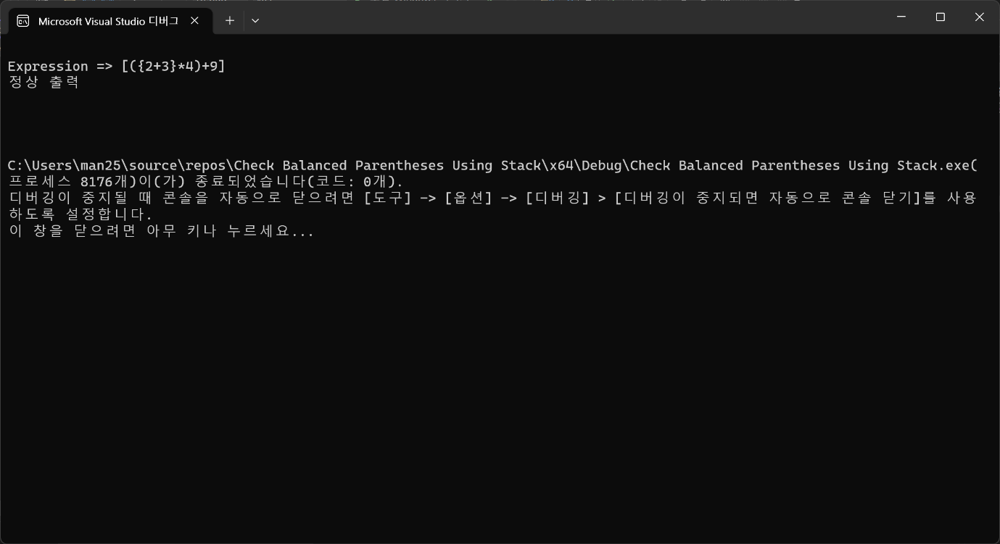 Microsoft Visual Studio 디버그
Expression => [({2+3}*4)+9]
정상 출력
C:\Users\man25\source\repos\Check Balanced Parentheses Using Stack\x64\Debug\Check Balanced Parentheses Using Stack.exe(
프로세스 8176개)이(가) 종료되었습니다(코드: 0개).
디버깅이 중지될 때 콘솔을 자동으로 닫으려면 [도구] -> [옵션] -> [디버깅] > [디버깅이 중지되면 자동으로 콘솔 닫기]를 사용
하도록 설정합니다.
이 창을 닫으려면 아무 키나 누르세요...